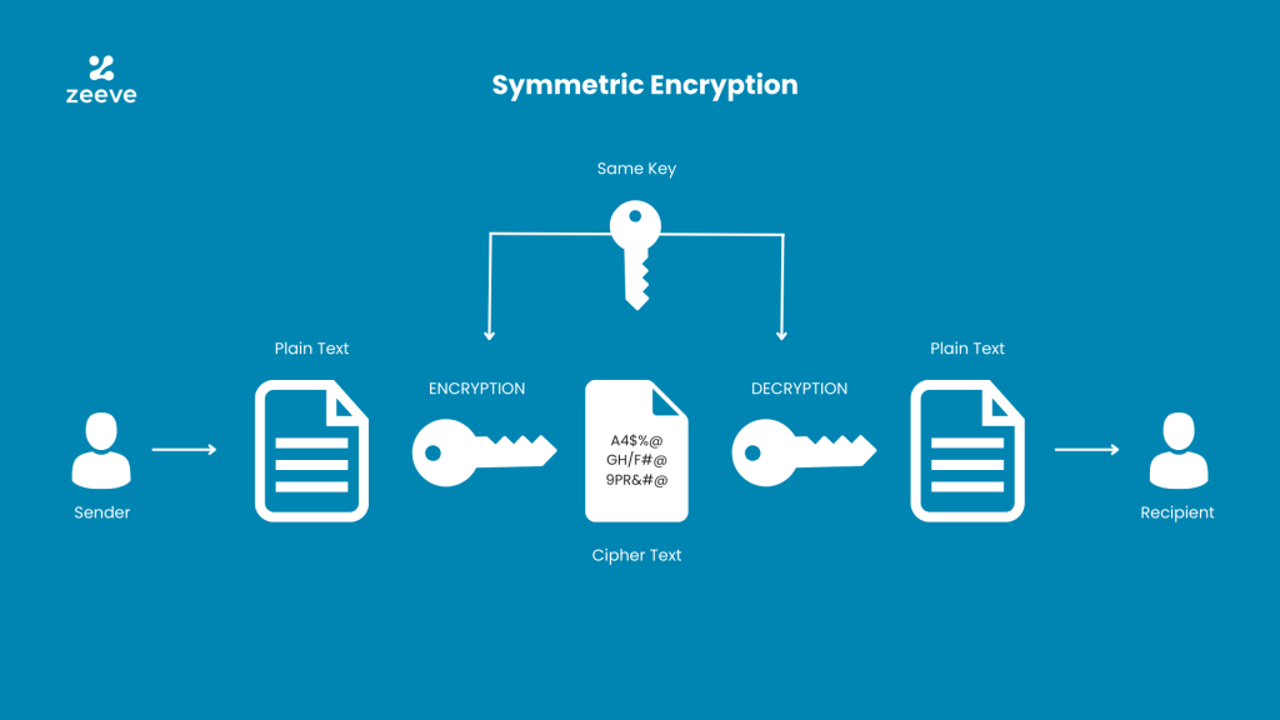 zeeve
Symmetric Encryption
Same Key
Plain Text
Plain Text
ENCRYPTION
DECRYPTION
A4$%@
GH/F#@
9PR&#@
Sender
Recipient
Cipher Text